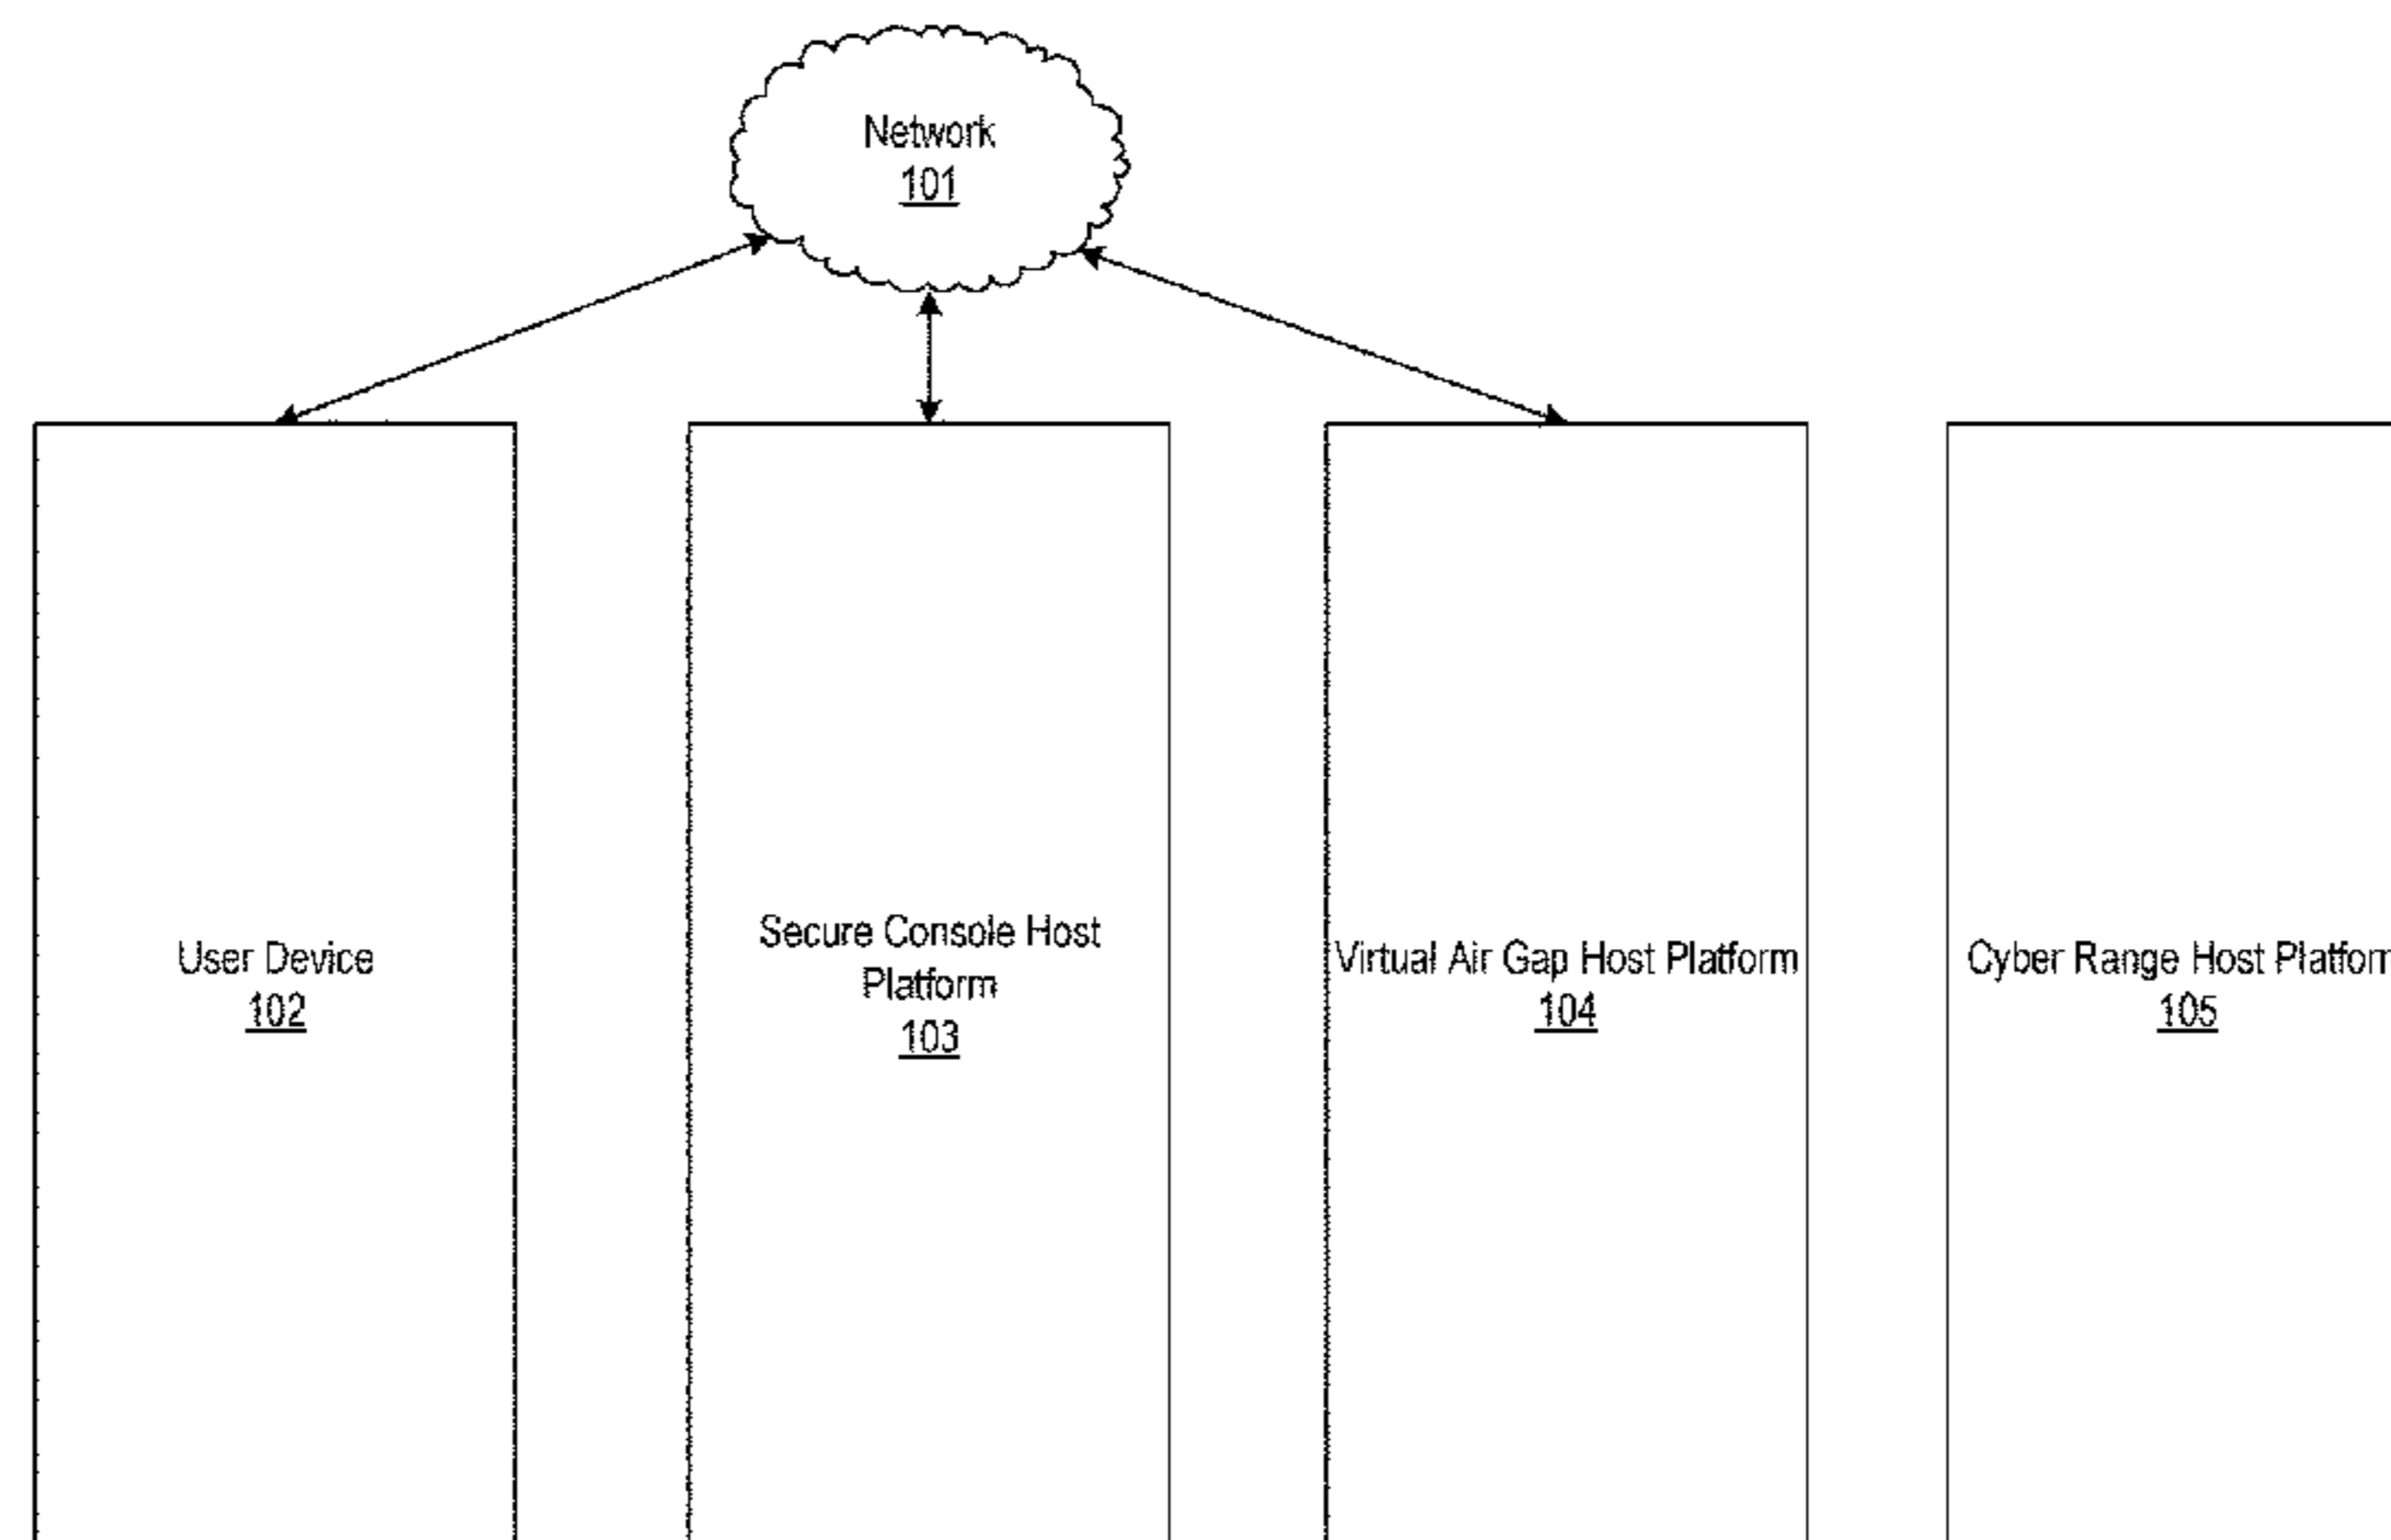 Network
101
User Device
102
Secure Console Host
Platform
103
Virtual Air Gap Host Platform
104
Cyber Range Host
105